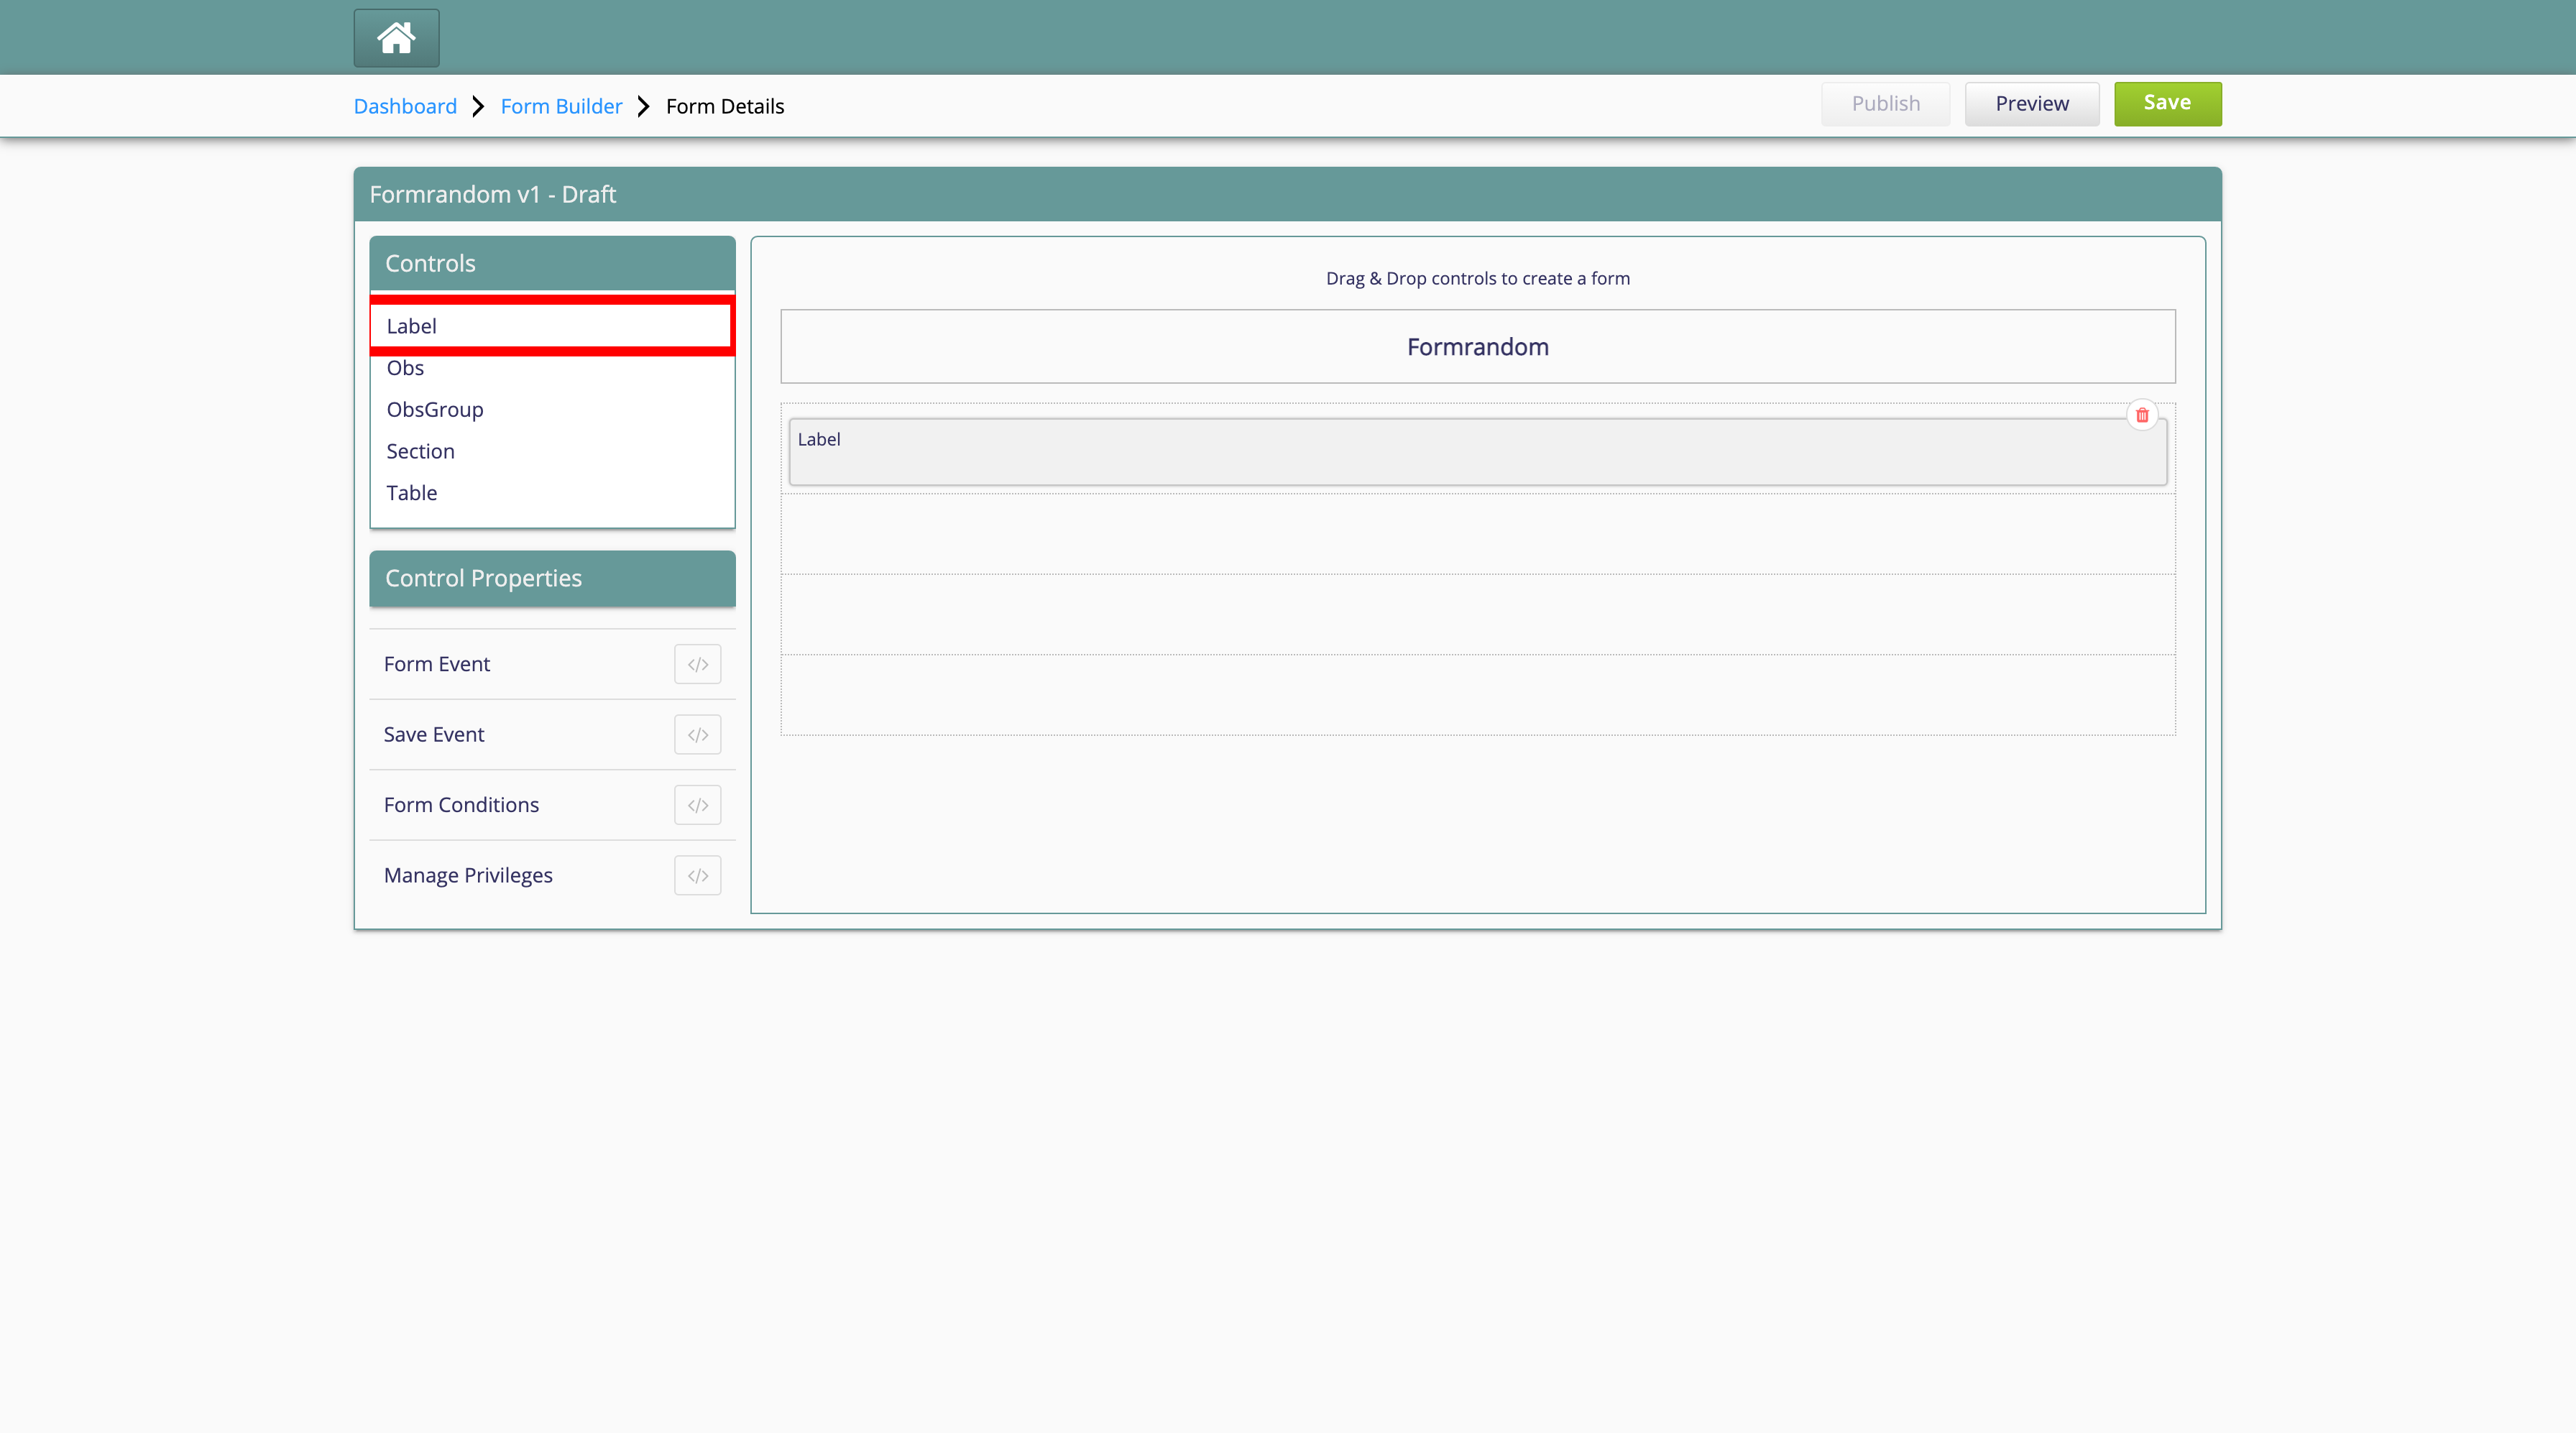 Dashboard Form Builder Form Details
Publish Preview Save
Formrandom v1 - Draft
Controls
Label
Obs
ObsGroup
Section
Table
Control Properties
Form Event </>
Save Event </>
Form Conditions </>
Manage Privileges </>
Drag & Drop controls to create a form
Formrandom
Label